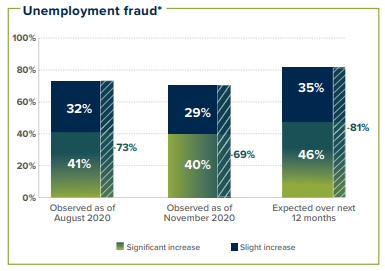 Unemployment fraud*
100%
80%
60%
40%
20%
0%
32%
41%
73%
29%
40%
69%
35%
46%
81%
Observed as of
August 2020
Observed as of
November 2020
Expected over next
12 months
Significant increase
Slight increase